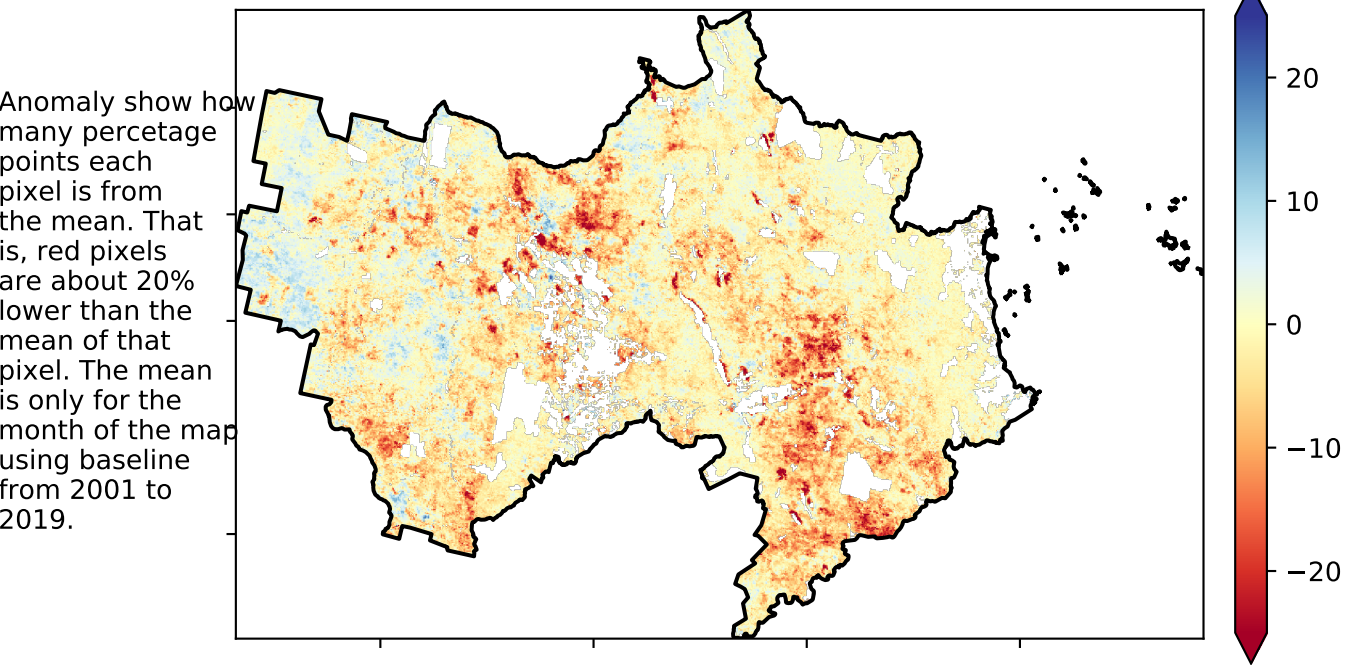 Anomaly show how
many percetage
points each
pixel is from
the mean. That
is, red pixels
are about 20%
lower than the
mean of that
pixel. The mean
is only for the
month of the map
using baseline
from 2001 to
2019.
20
10
0
−10
−20